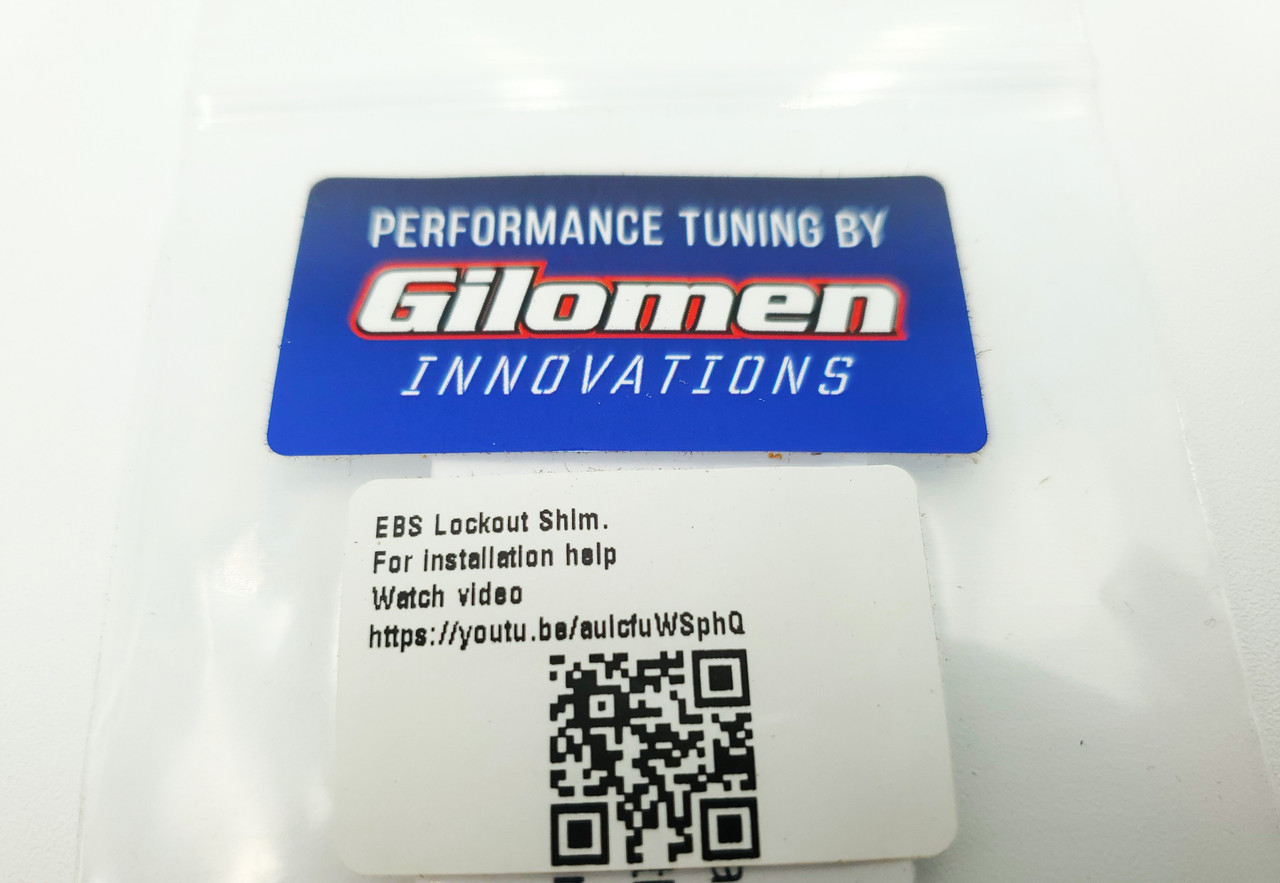 PERFORMANCE TUNING BY
Gilomen
INNOVATIONS
EBS Lockout Shim.
For installation help
Watch video
https://youtu.be/aulcfuWSphQ